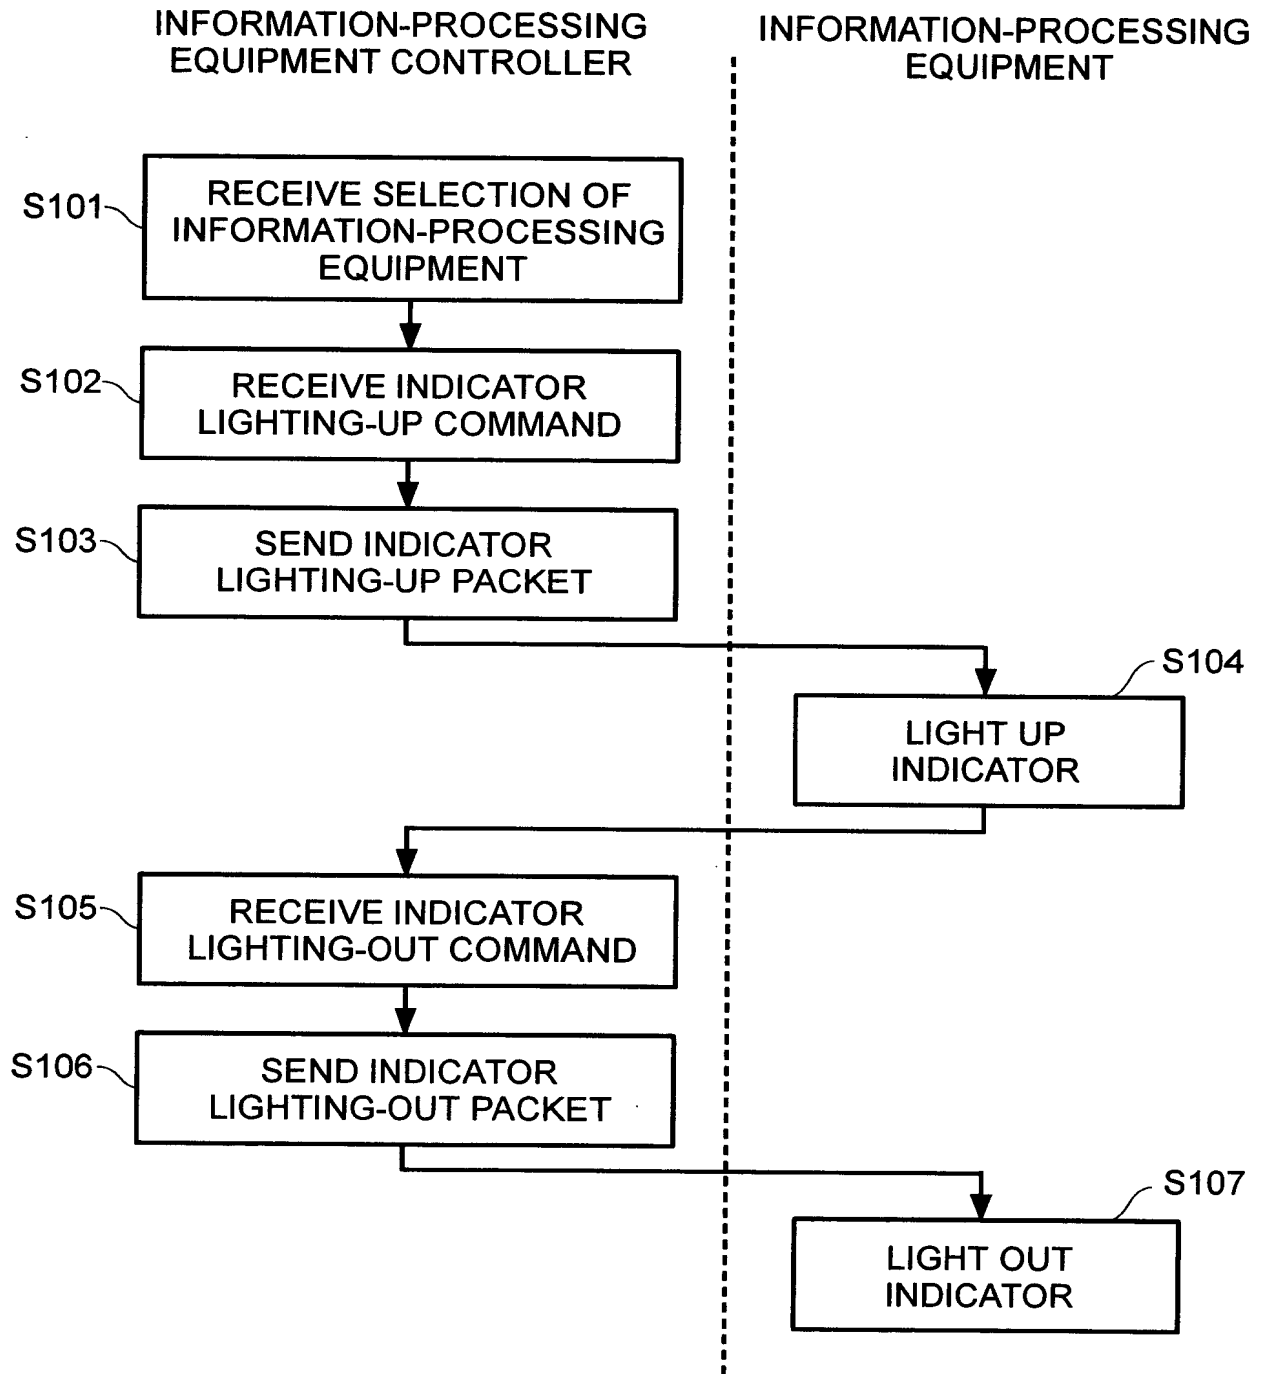 INFORMATION-PROCESSING
EQUIPMENT CONTROLLER
INFORMATION-PROCESSING
EQUIPMENT
S101
RECEIVE SELECTION OF
INFORMATION-PROCESSING
EQUIPMENT
S102
RECEIVE INDICATOR
LIGHTING-UP COMMAND
S103
SEND INDICATOR
LIGHTING-UP PACKET
S104
LIGHT UP
INDICATOR
S105
RECEIVE INDICATOR
LIGHTING-OUT COMMAND
S106
SEND INDICATOR
LIGHTING-OUT PACKET
S107
LIGHT OUT
INDICATOR